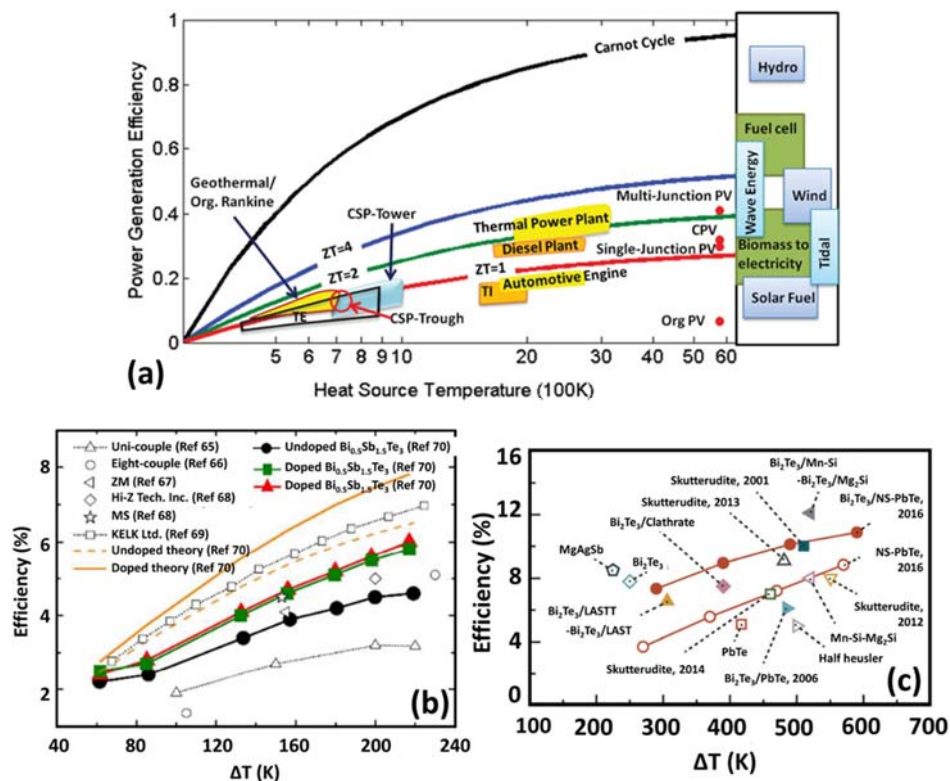 1
0.8
0.6
0.4
0.2
0
Power Generation Efficiency
Carnot Cycle
Hydro
Fuel cell
Wave Energy
Wind
Biomass to
electricity
Tidal
Solar Fuel
Geothermal/
Org. Rankine
CSP-Tower
Multi-Junction PV
Thermal Power Plant
CPV
Diesel Plant
Single-Junction PV
ZT=4
ZT=2
ZT=1
TI
Automotive Engine
TE
CSP-Trough
Org PV
5 6 7 8 9 10 20 30 40 50 60
(a)
Heat Source Temperature (100K)
8
6
4
2
Efficiency (%)
Uni-couple (Ref 65)
Eight-couple (Ref 66)
ZM (Ref 67)
Hi-Z Tech. Inc. (Ref 68)
MS (Ref 68)
KELK Ltd. (Ref 69)
Undoped theory (Ref 70)
Doped theory (Ref 70)
Undoped Bi0.5Sb1.5Te3 (Ref 70)
Doped Bi0.5Sb1.5Te3 (Ref 70)
Doped Bi0.5Sb1.5Te3 (Ref 70)
(b)
40 80 120 160 200 240
ΔT (K)
16
12
8
4
0
Efficiency (%)
Bi2Te3/Mn-Si
-Bi2Te3/Mg2Si
Skutterudite, 2001
Bi2Te3/NS-PbTe,
2016
Skutterudite, 2013
Bi2Te3/Clathrate
NS-PbTe,
2016
MgAgSb
Bi2Te3
Bi2Te3/LASTT
-Bi2Te3/LAST
Skutterudite,
2012
PbTe
Mn-Si-Mg2Si
Skutterudite, 2014
Half heusler
Bi2Te3/PbTe, 2006
(c)
100 200 300 400 500 600 700
ΔT (K)